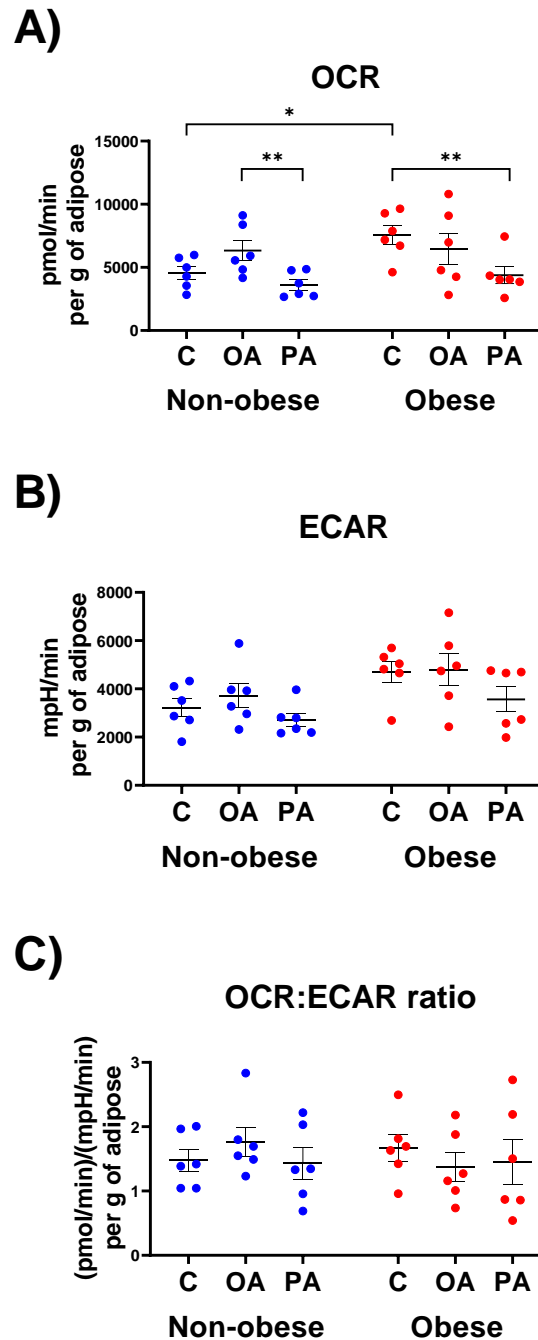 A)
OCR
*
**
**
15000
10000
5000
0
pmol/min
per g of adipose
C OA PA C OA PA
Non-obese Obese
B)
ECAR
8000
6000
4000
2000
0
mpH/min
per g of adipose
C OA PA C OA PA
Non-obese Obese
C)
OCR:ECAR ratio
3
2
1
0
(pmol/min)/(mpH/min)
per g of adipose
C OA PA C OA PA
Non-obese Obese